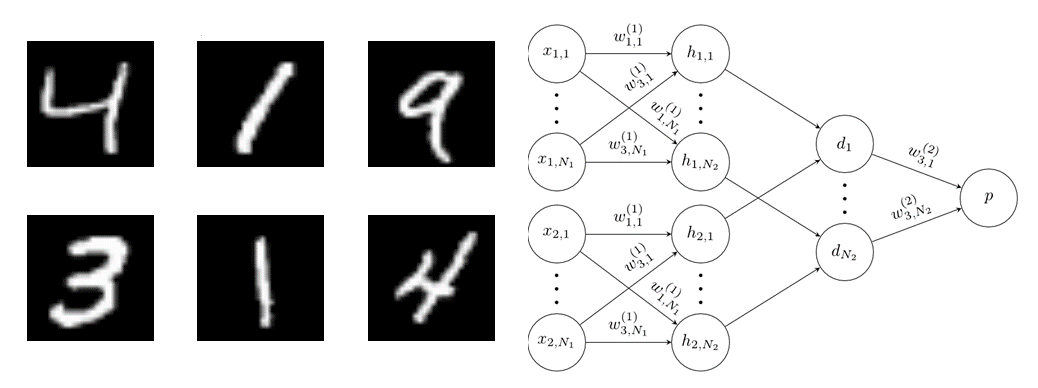 4 1 9
3 1 4
x_{1,1} w_{1,1}^{(1)} h_{1,1}
w_{3,1}^{(1)}
w_{1,N_1}^{(1)}
x_{1,N_1} w_{3,N_1}^{(1)} h_{1,N_2}
d_1 w_{3,1}^{(2)}
p
x_{2,1} w_{1,1}^{(1)} h_{2,1}
w_{3,1}^{(1)}
w_{1,N_1}^{(1)}
d_{N_2} w_{3,N_2}^{(2)}
x_{2,N_1} w_{3,N_1}^{(1)} h_{2,N_2}